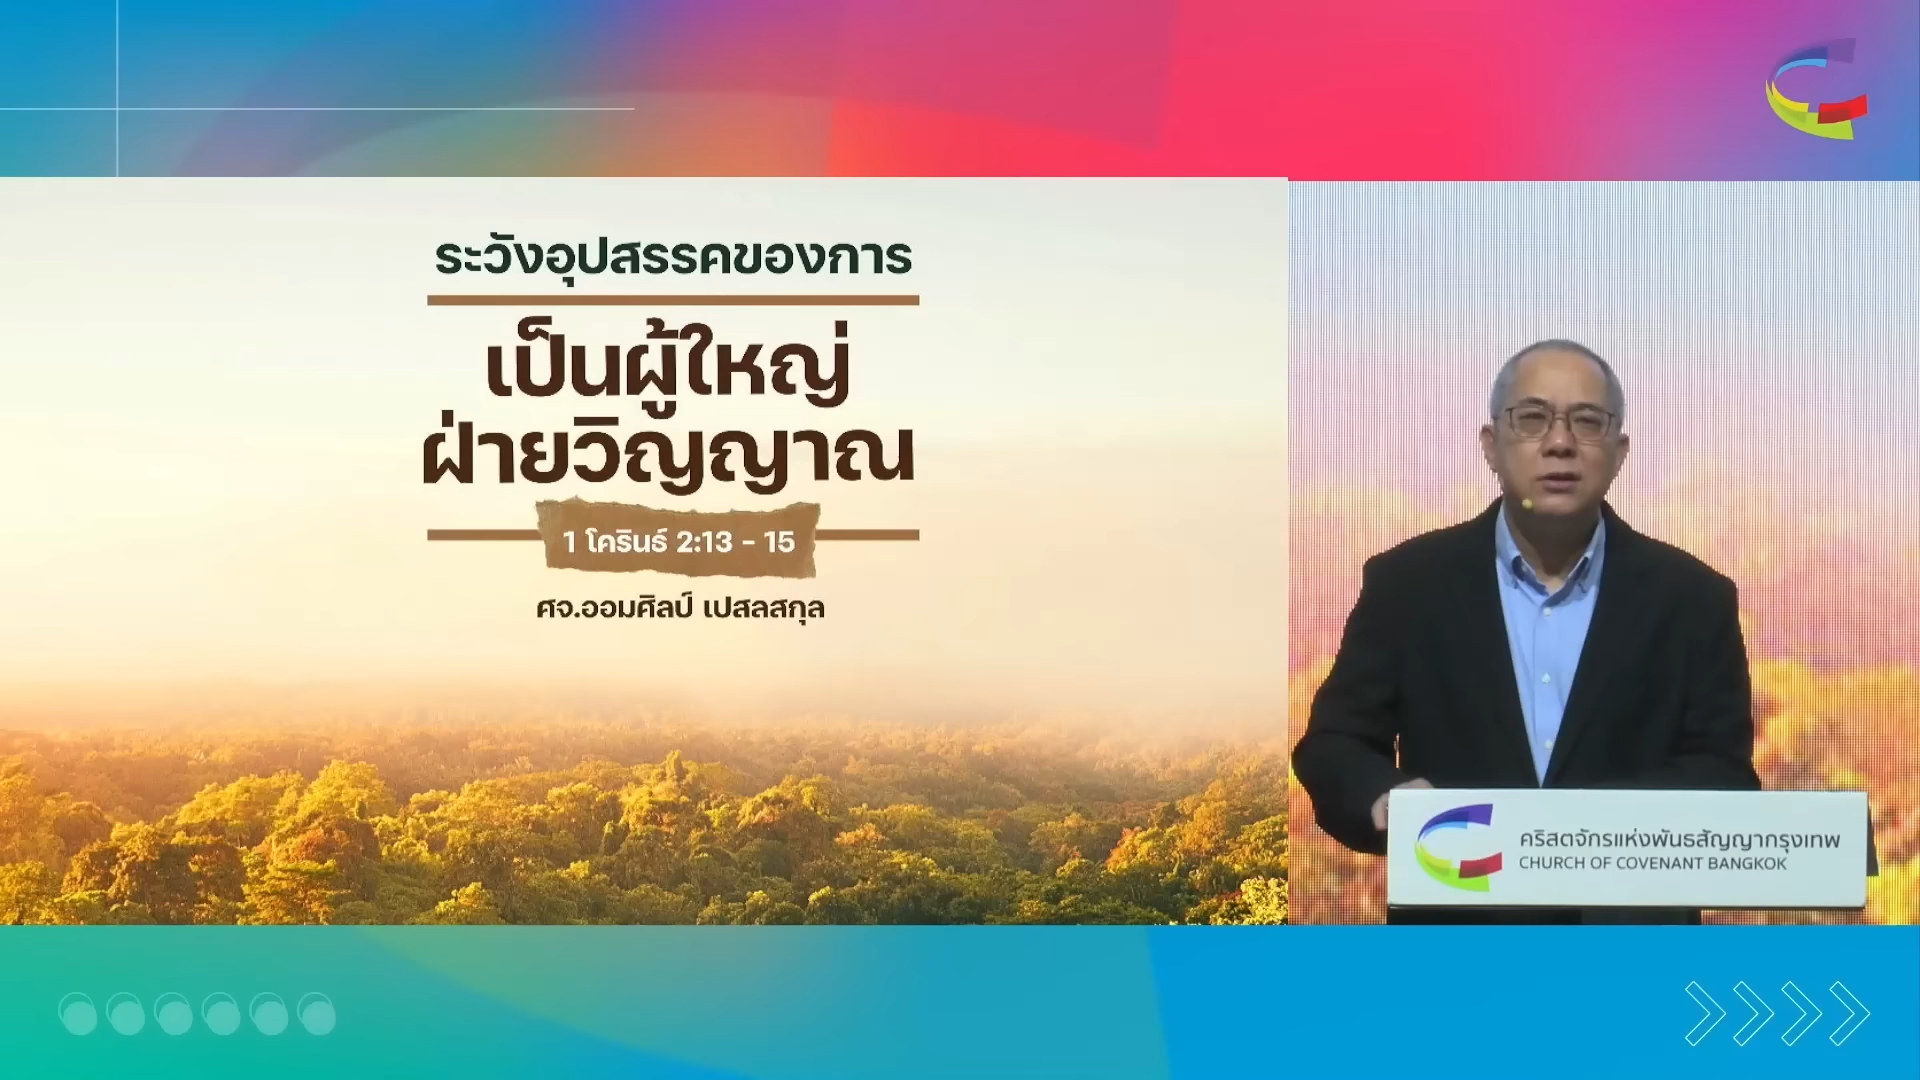 ระวังอุปสรรคของการ
เป็นผู้ใหญ่
ฝ่ายวิญญาณ
1 โครินธ์ 2:13 - 15
ศจ.ออมศิลป์ เปสลสกุล
คริสตจักรแห่งพันธสัญญากรุงเทพ
CHURCH OF COVENANT BANGKOK